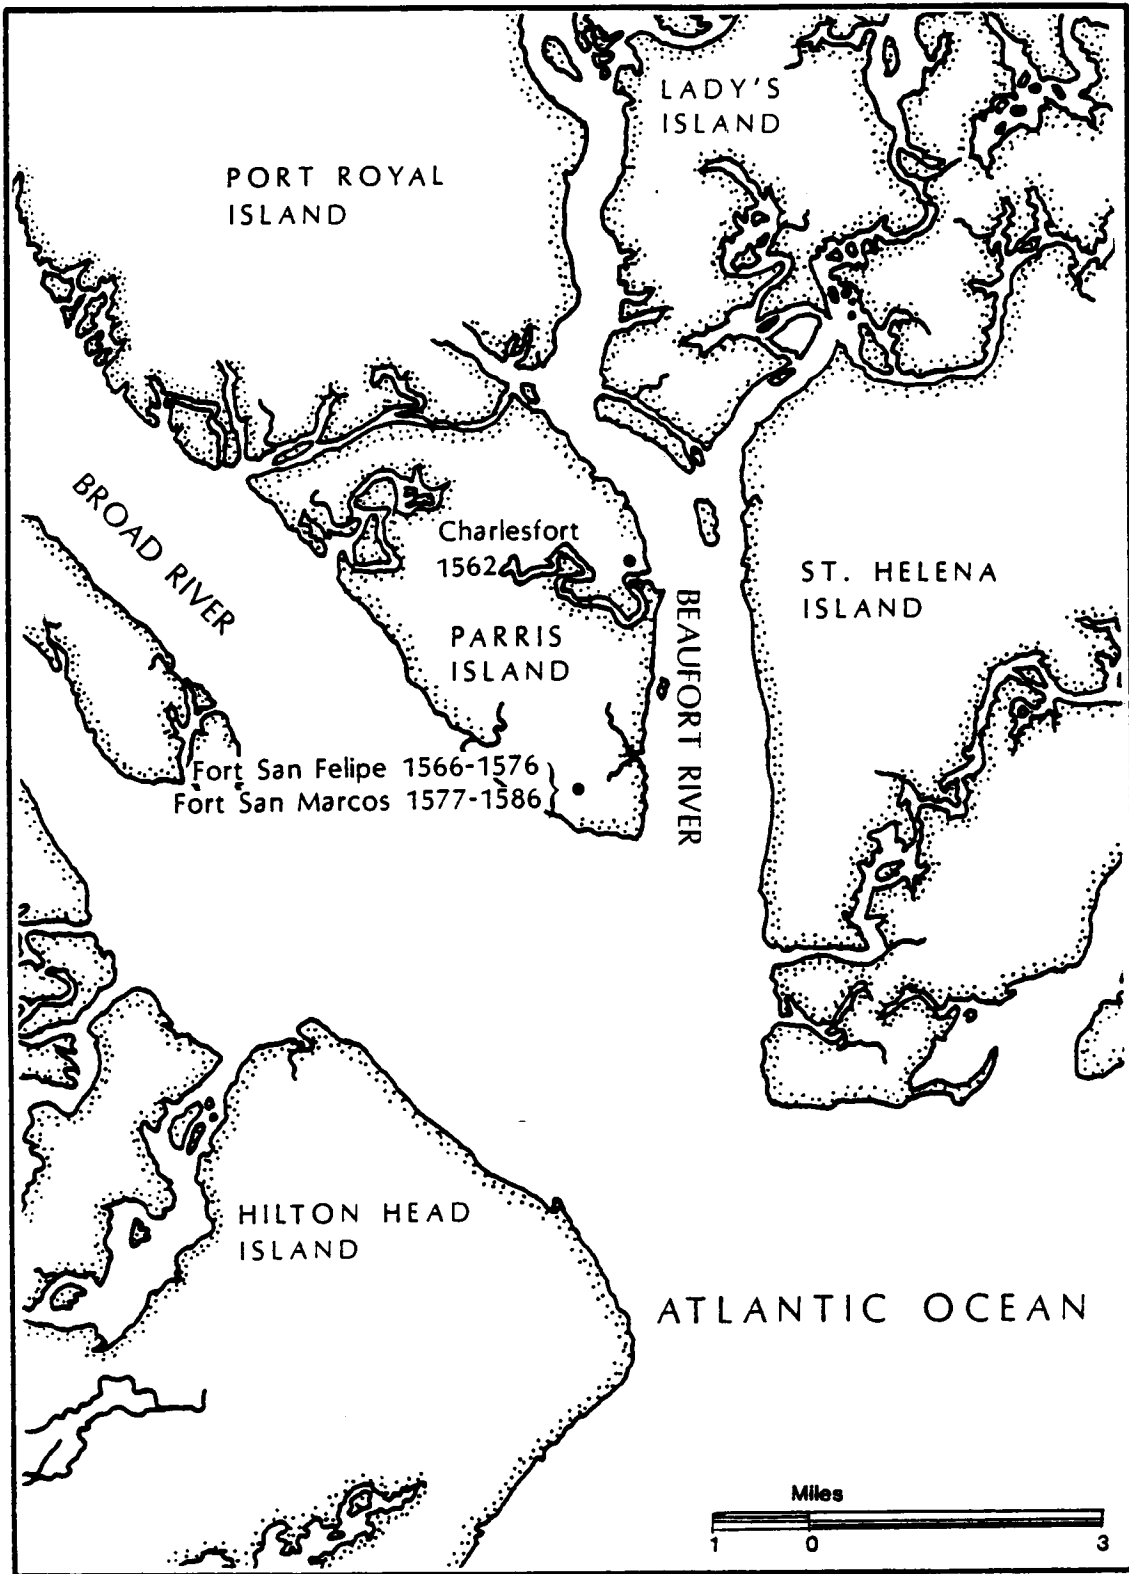 LADY'S
ISLAND
PORT ROYAL
ISLAND
BROAD RIVER
Charlesfort
1562
ST. HELENA
ISLAND
PARRIS
ISLAND
BEAUFORT RIVER
Fort San Felipe 1566-1576
Fort San Marcos 1577-1586
HILTON HEAD
ISLAND
ATLANTIC OCEAN
Miles
1 0 3